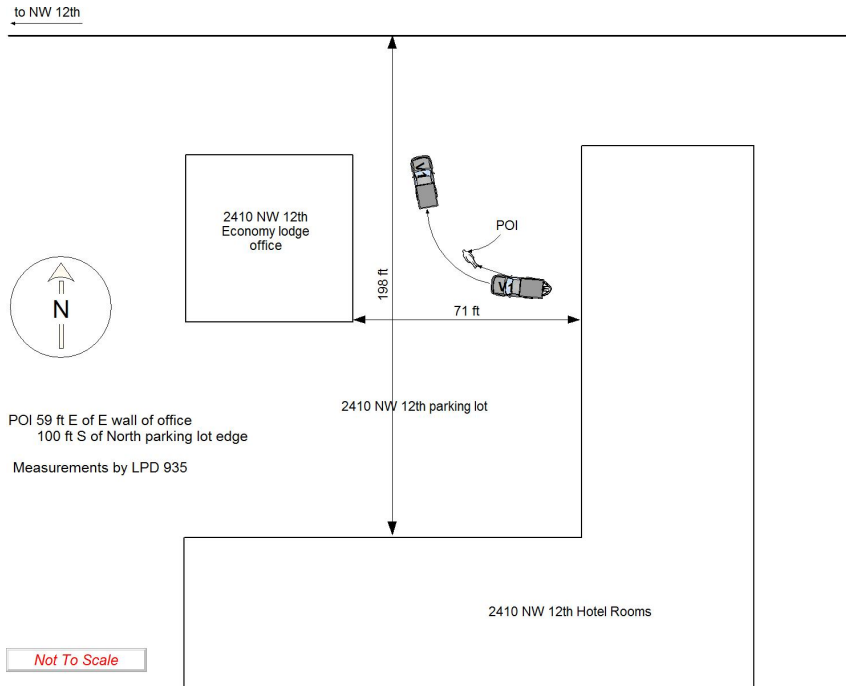 to NW 12th
2410 NW 12th
Economy lodge
office
V1
POI
V1
198 ft
71 ft
N
2410 NW 12th parking lot
POI 59 ft E of E wall of office
100 ft S of North parking lot edge
Measurements by LPD 935
2410 NW 12th Hotel Rooms
Not To Scale